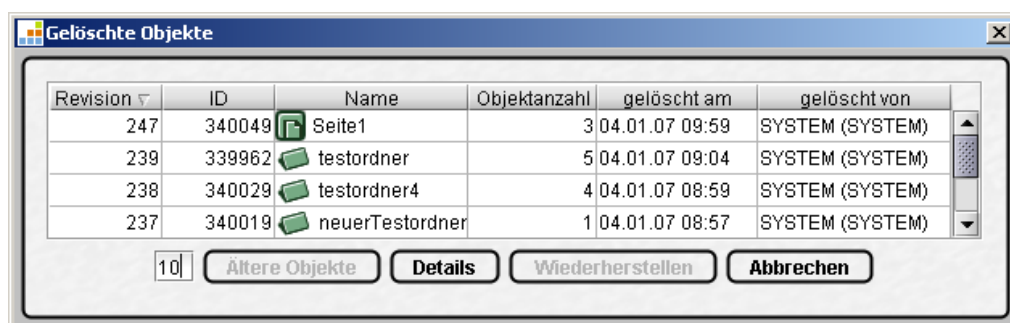 Gelöschte Objekte
Revision ID Name Objektanzahl gelöscht am gelöscht von
247 340049 Seite1 3 04.01.07 09:59 SYSTEM (SYSTEM)
239 339962 testordner 5 04.01.07 09:04 SYSTEM (SYSTEM)
238 340029 testordner4 4 04.01.07 08:59 SYSTEM (SYSTEM)
237 340019 neuerTestordner 1 04.01.07 08:57 SYSTEM (SYSTEM)
10 Ältere Objekte Details Wiederherstellen Abbrechen